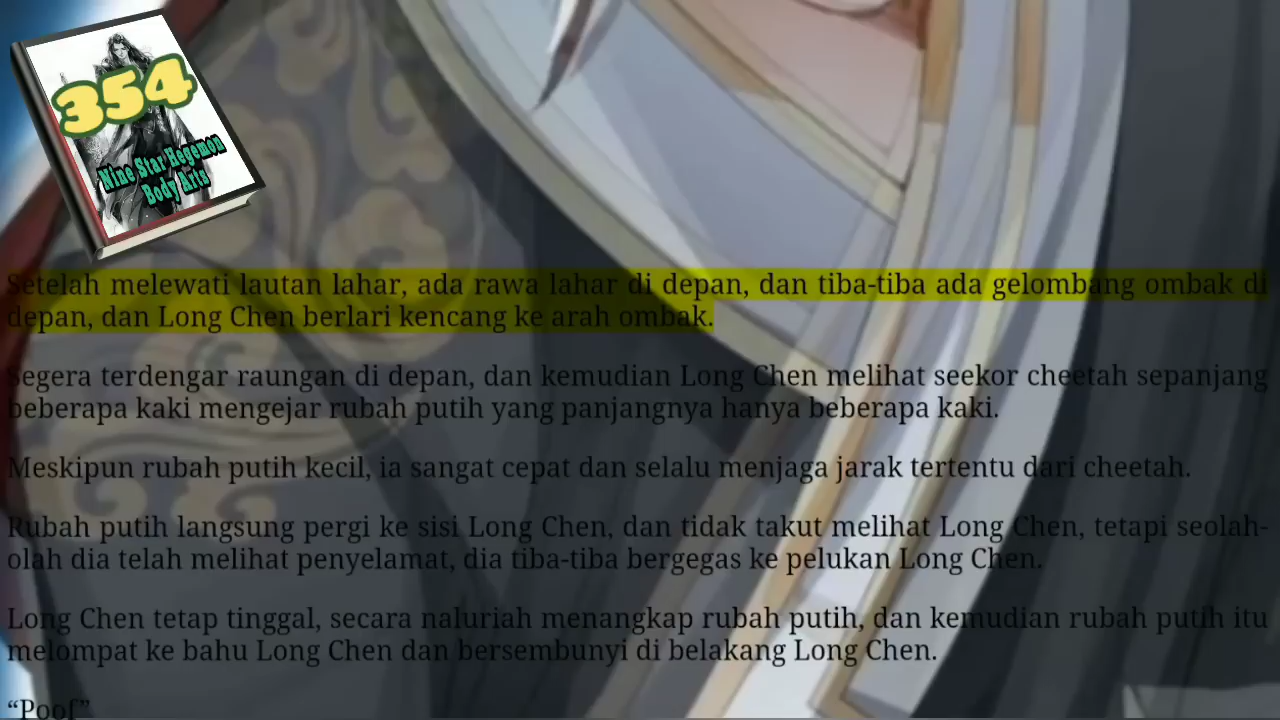 354
Nine Star Hegemon
Body Arts
Setelah melewati lautan lahar, ada rawa lahar di depan, dan tiba-tiba ada gelombang ombak di
depan, dan Long Chen berlari kencang ke arah ombak.
Segera terdengar raungan di depan, dan kemudian Long Chen melihat seekor cheetah sepanjang
beberapa kaki mengejar rubah putih yang panjangnya hanya beberapa kaki.
Meskipun rubah putih kecil, ia sangat cepat dan selalu menjaga jarak tertentu dari cheetah.
Rubah putih langsung pergi ke sisi Long Chen, dan tidak takut melihat Long Chen, tetapi seolah-
olah dia telah melihat penyelamat, dia tiba-tiba bergegas ke pelukan Long Chen.
Long Chen tetap tinggal, secara naluriah menangkap rubah putih, dan kemudian rubah putih itu
melompat ke bahu Long Chen dan bersembunyi di belakang Long Chen.
“Poof”